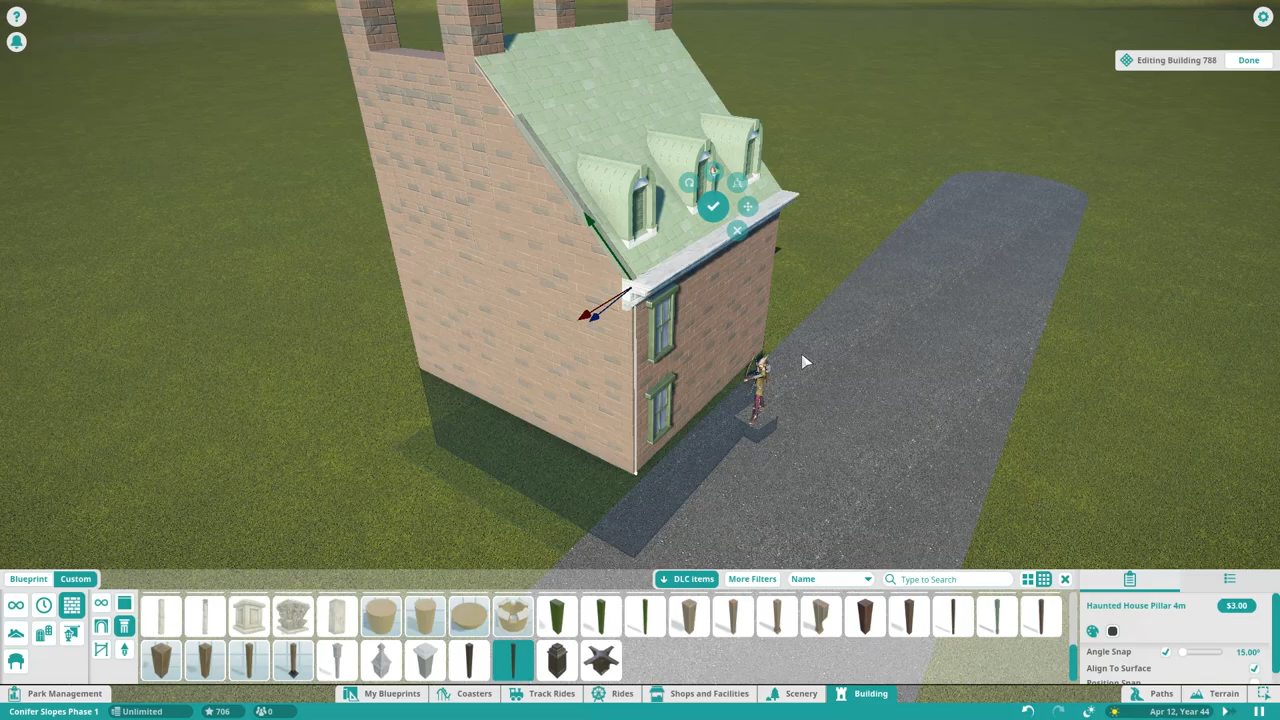 ?
Editing Building 788
Done
Blueprint
Custom
DLC items
More Filters
Name
Type to Search
Haunted House Pillar 4m
$3.00
Angle Snap
15.00°
Align To Surface
Park Management
My Blueprints
Coasters
Track Rides
Rides
Shops and Facilities
Scenery
Building
Paths
Terrain
Conifer Slopes Phase 1
Unlimited
706
0
Apr 12, Year 44